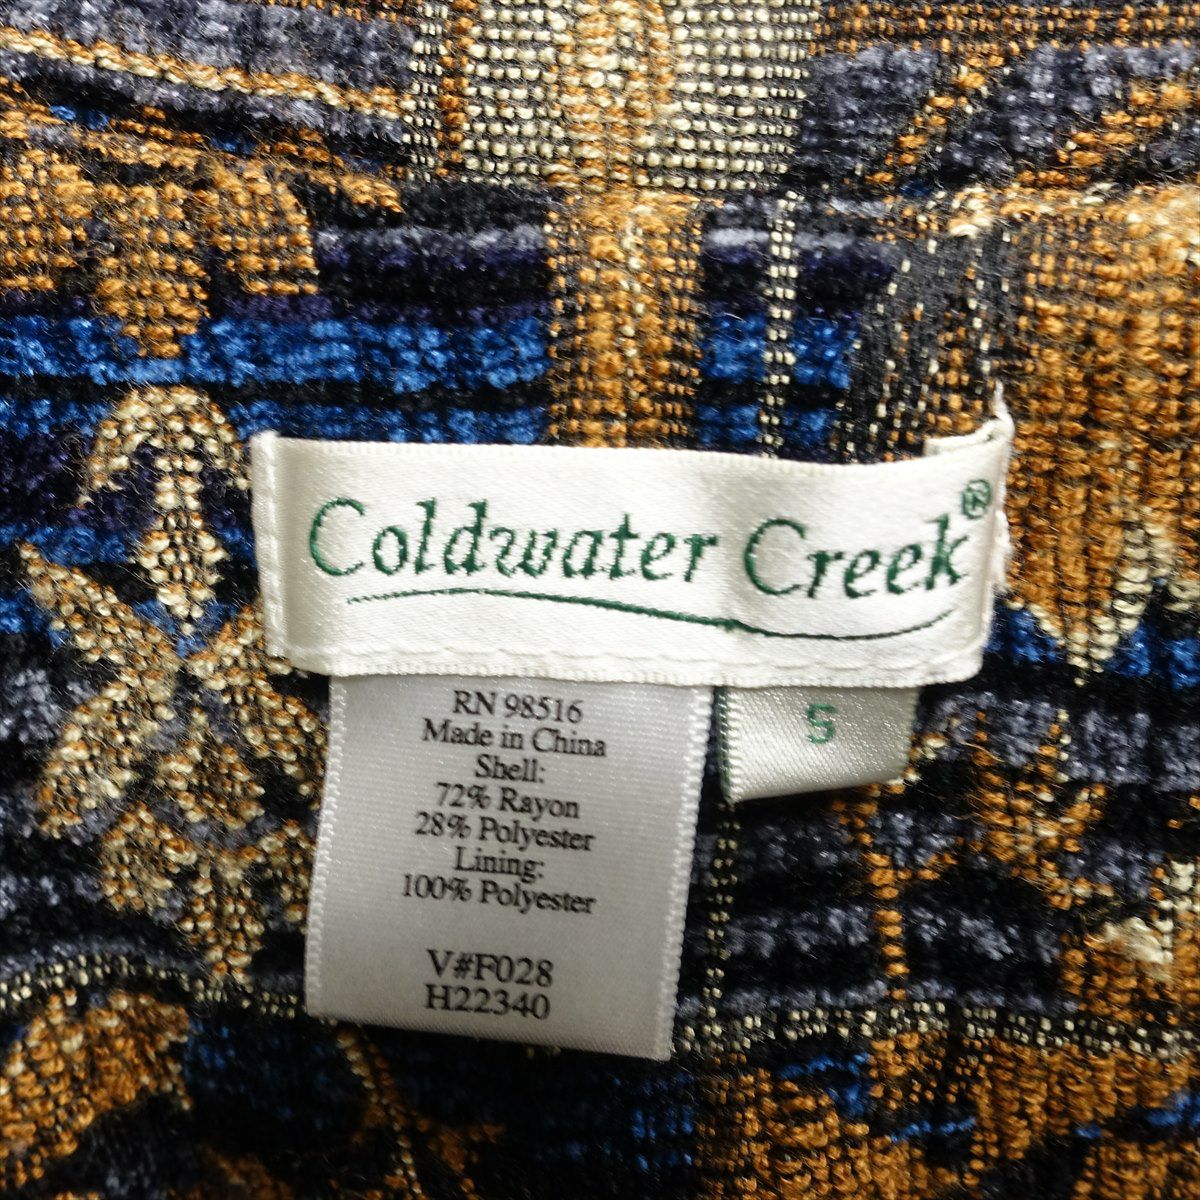 Coldwater Creek®
S
RN 98516
Made in China
Shell:
72% Rayon
28% Polyester
Lining:
100% Polyester
V#F028
H22340